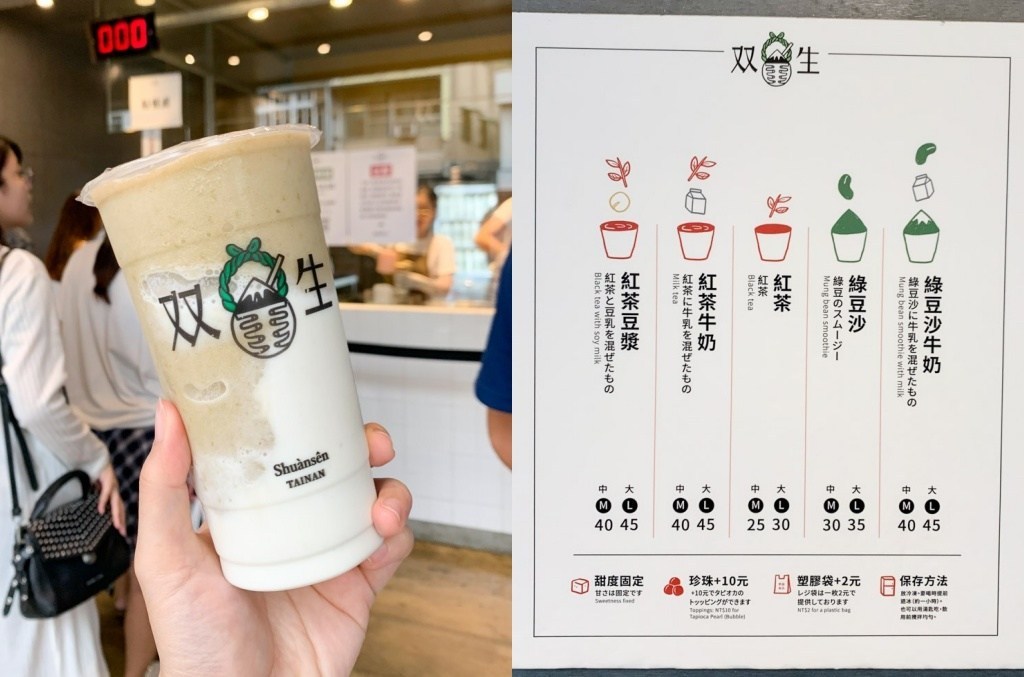 000
双生
Shuànsên
TAINAN
双生
綠豆沙牛奶
綠豆沙に牛乳を混ぜたもの
Mung bean smoothie with milk
中 大
M L
40 45
綠豆沙
綠豆のスムージー
Mung bean smoothie
中 大
M L
30 35
紅茶
紅茶
Black tea
中 大
M L
25 30
紅茶牛奶
紅茶に牛乳を混ぜたもの
Milk tea
中 大
M L
40 45
紅茶豆漿
紅茶と豆乳を混ぜたもの
Black tea with soy milk
中 大
M L
40 45
甜度固定
甘さは固定です
Sweetness fixed
珍珠+10元
+10元でタピオカの
トッピングができます
Toppings: NT$10 for
Tapioca Pearl (Bubble)
塑膠袋+2元
レジ袋は一枚2元で
提供しております
NT$2 for a plastic bag
保存方法